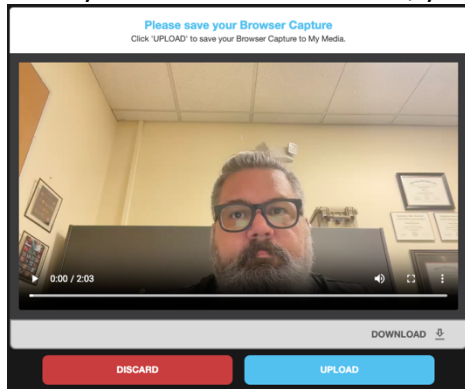 Please save your Browser Capture
Click 'UPLOAD' to save your Browser Capture to My Media.
0:00 / 2:03
DOWNLOAD
DISCARD
UPLOAD